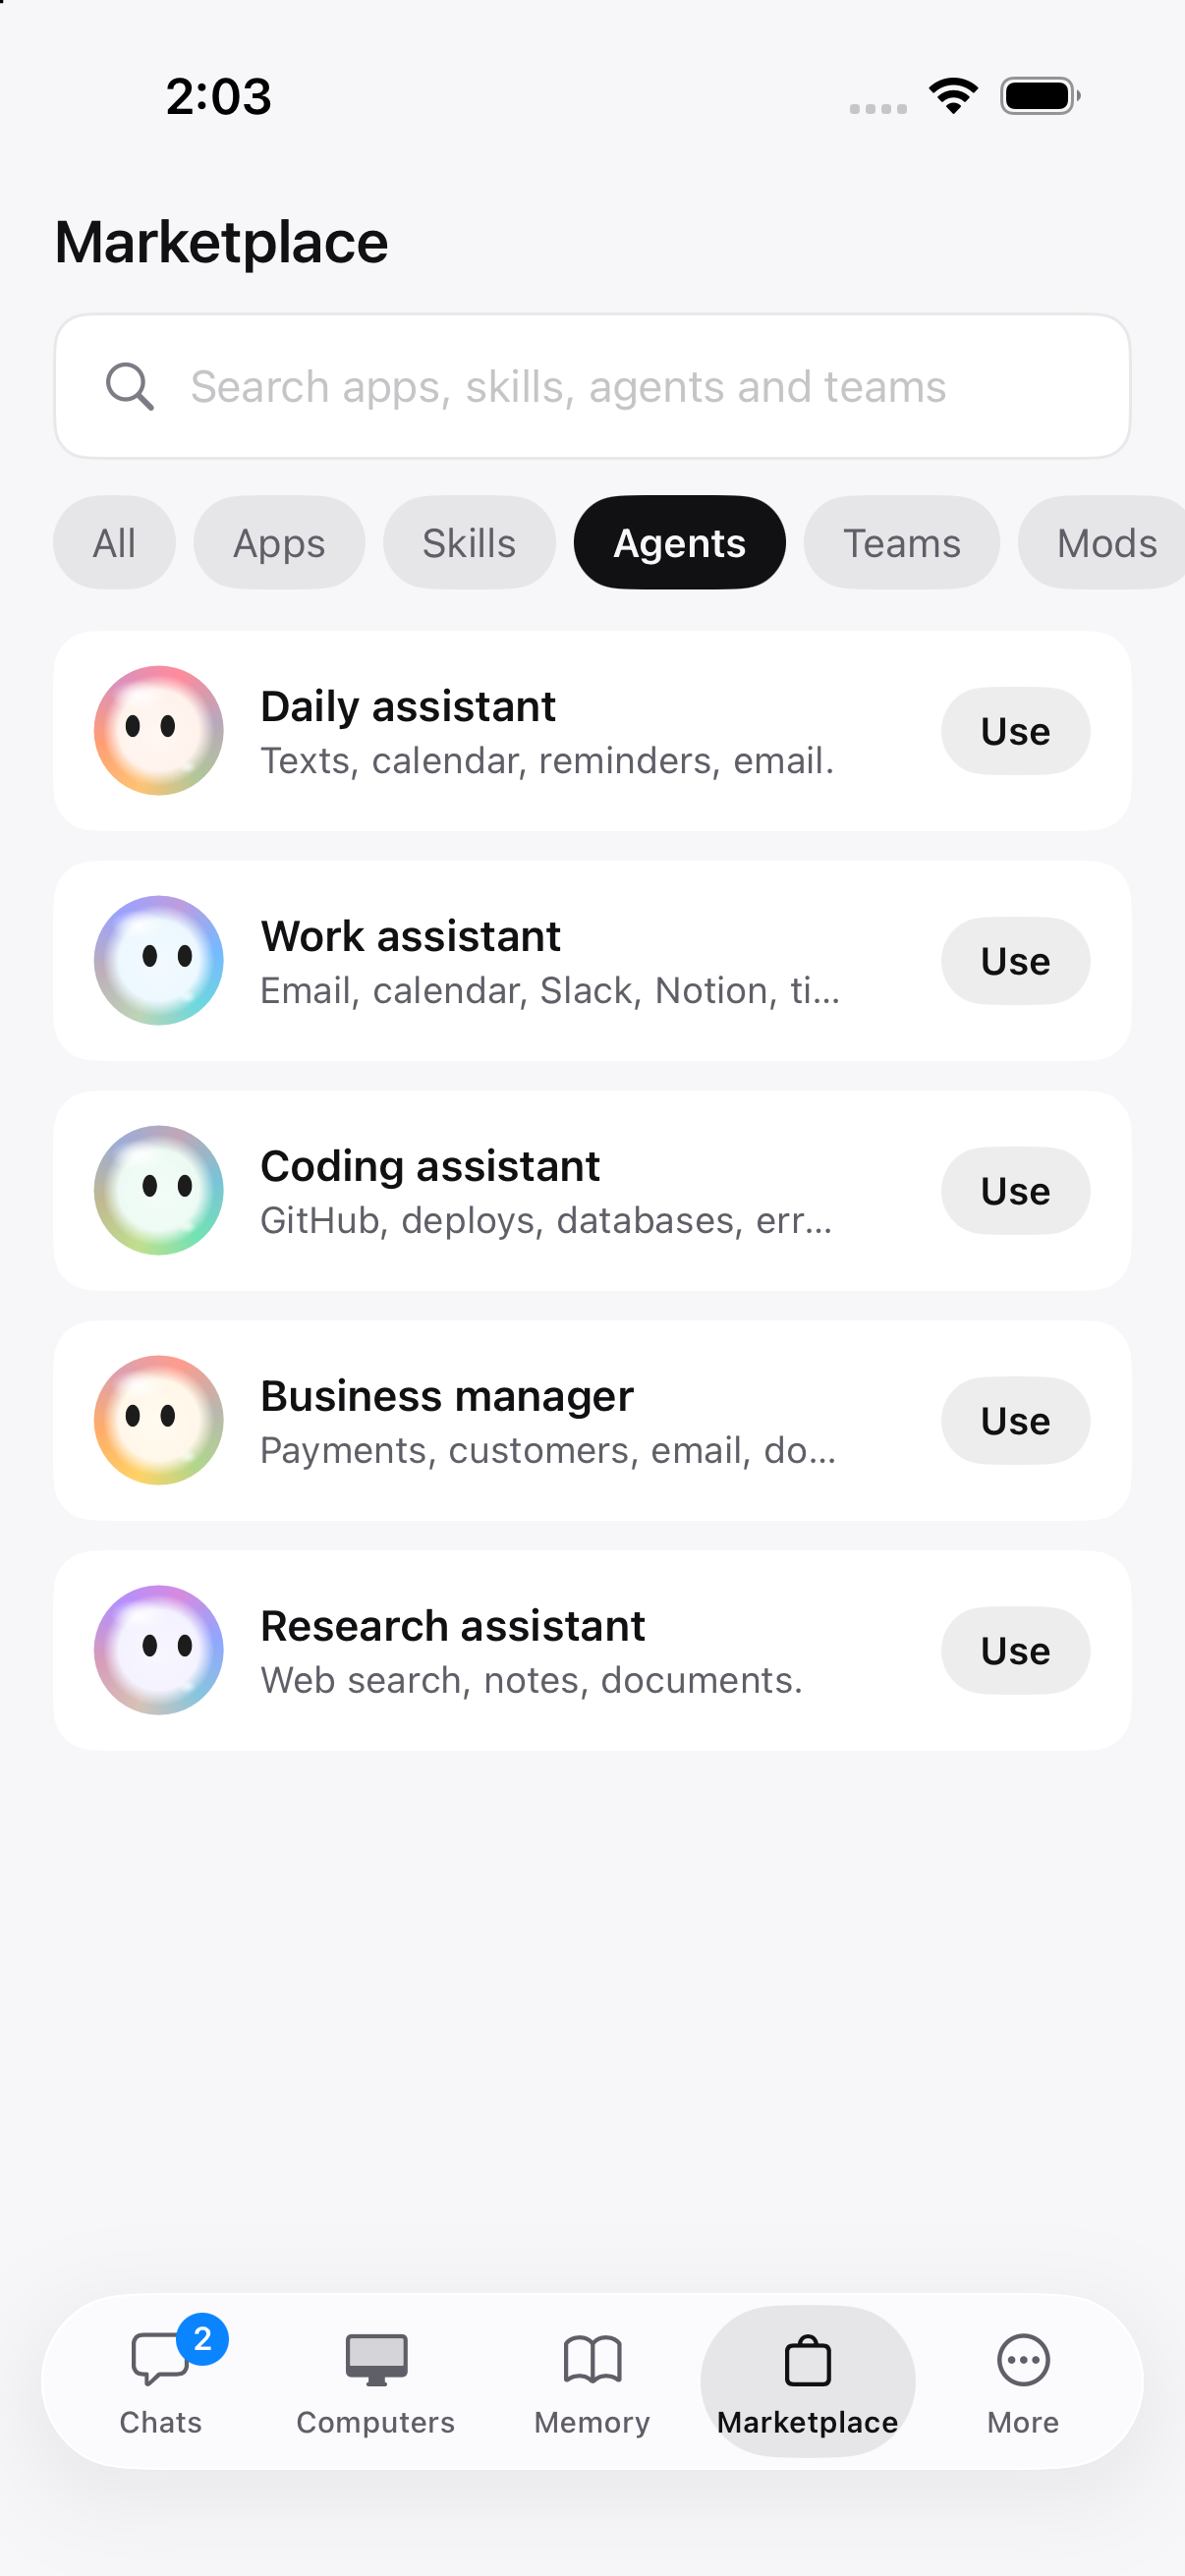 2:03
Marketplace
Search apps, skills, agents and teams
All Apps Skills Agents Teams Mods
Daily assistant
Texts, calendar, reminders, email.
Use
Work assistant
Email, calendar, Slack, Notion, ti...
Use
Coding assistant
GitHub, deploys, databases, err...
Use
Business manager
Payments, customers, email, do...
Use
Research assistant
Web search, notes, documents.
Use
2
Chats Computers Memory Marketplace More